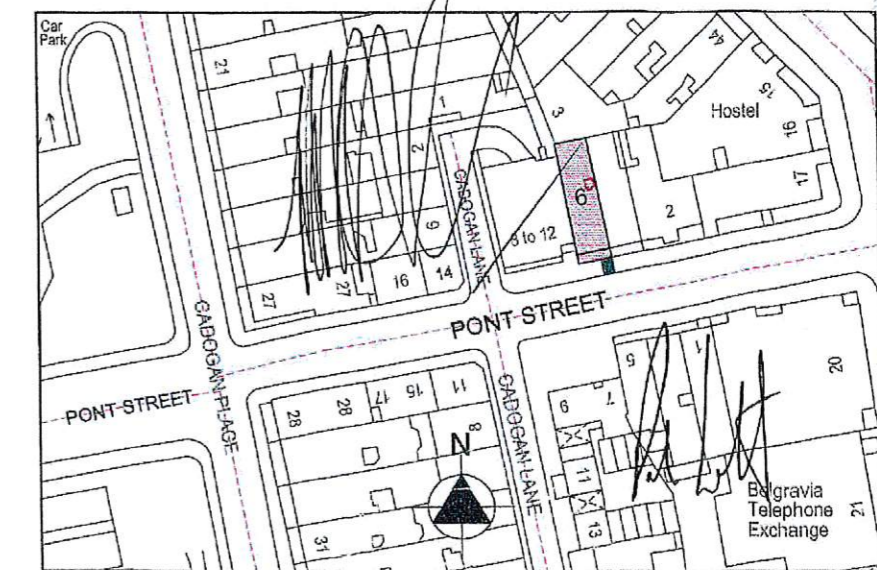 Car
Park
21
1
2
3
44
15
Hostel
16
17
CADOGAN LANE
6
9
8 to 12
2
16
14
27
27
CADOGAN PLACE
PONT STREET
PONT STREET
28
28
17
15
11
8
N
CADOGAN LANE
31
9
7
5
1
20
11
13
Belgravia
Telephone
Exchange
21